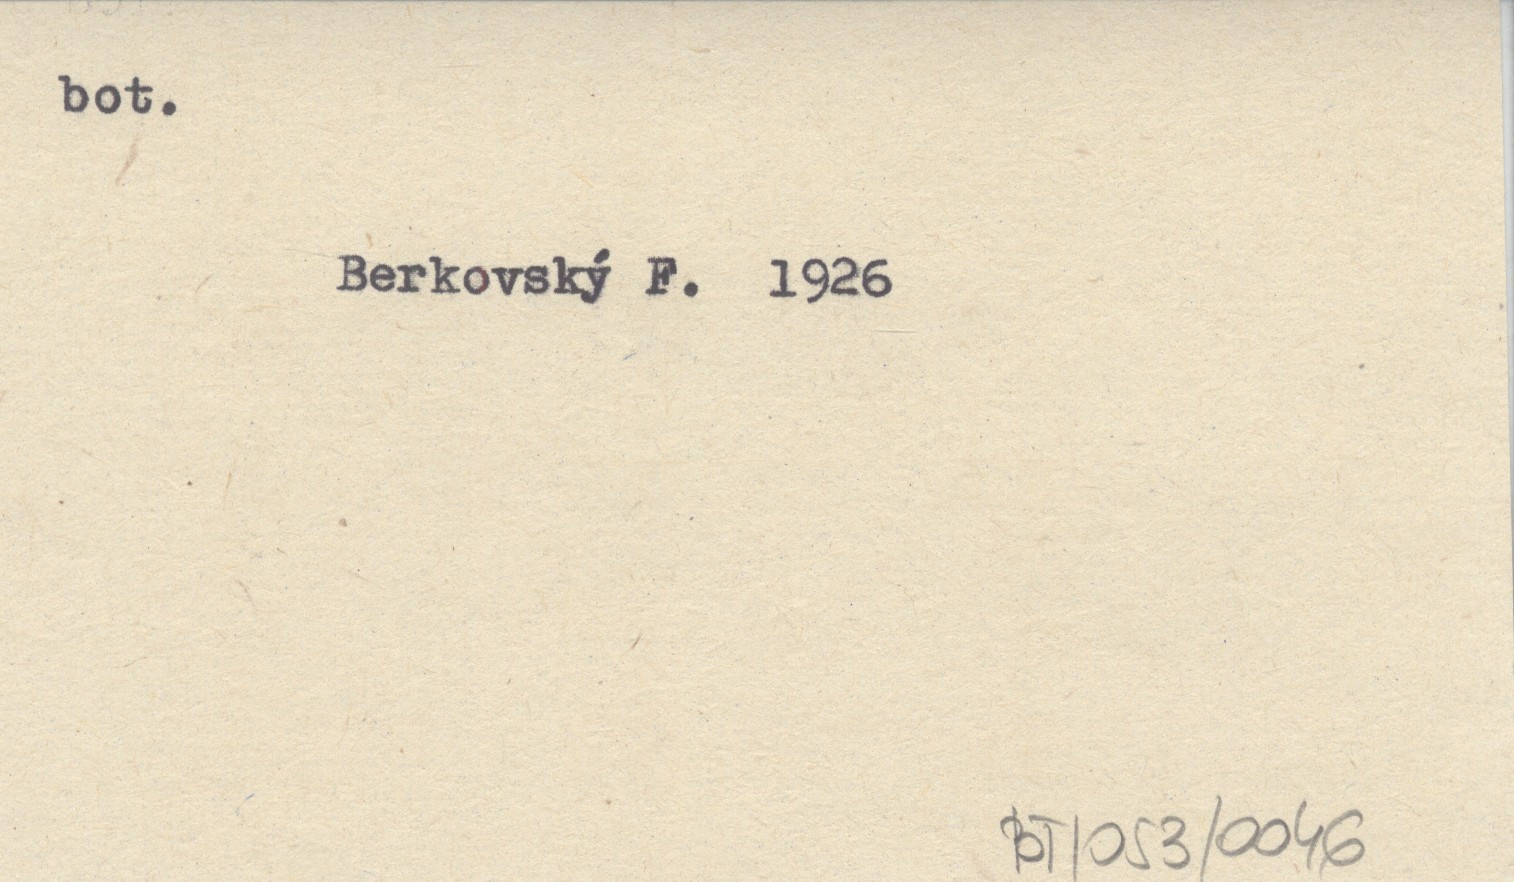 bot.
Berkovský F. 1926
BT/053/0046